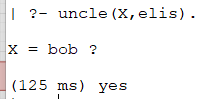 | ?- uncle(X,elis).
X = bob ?
(125 ms) yes